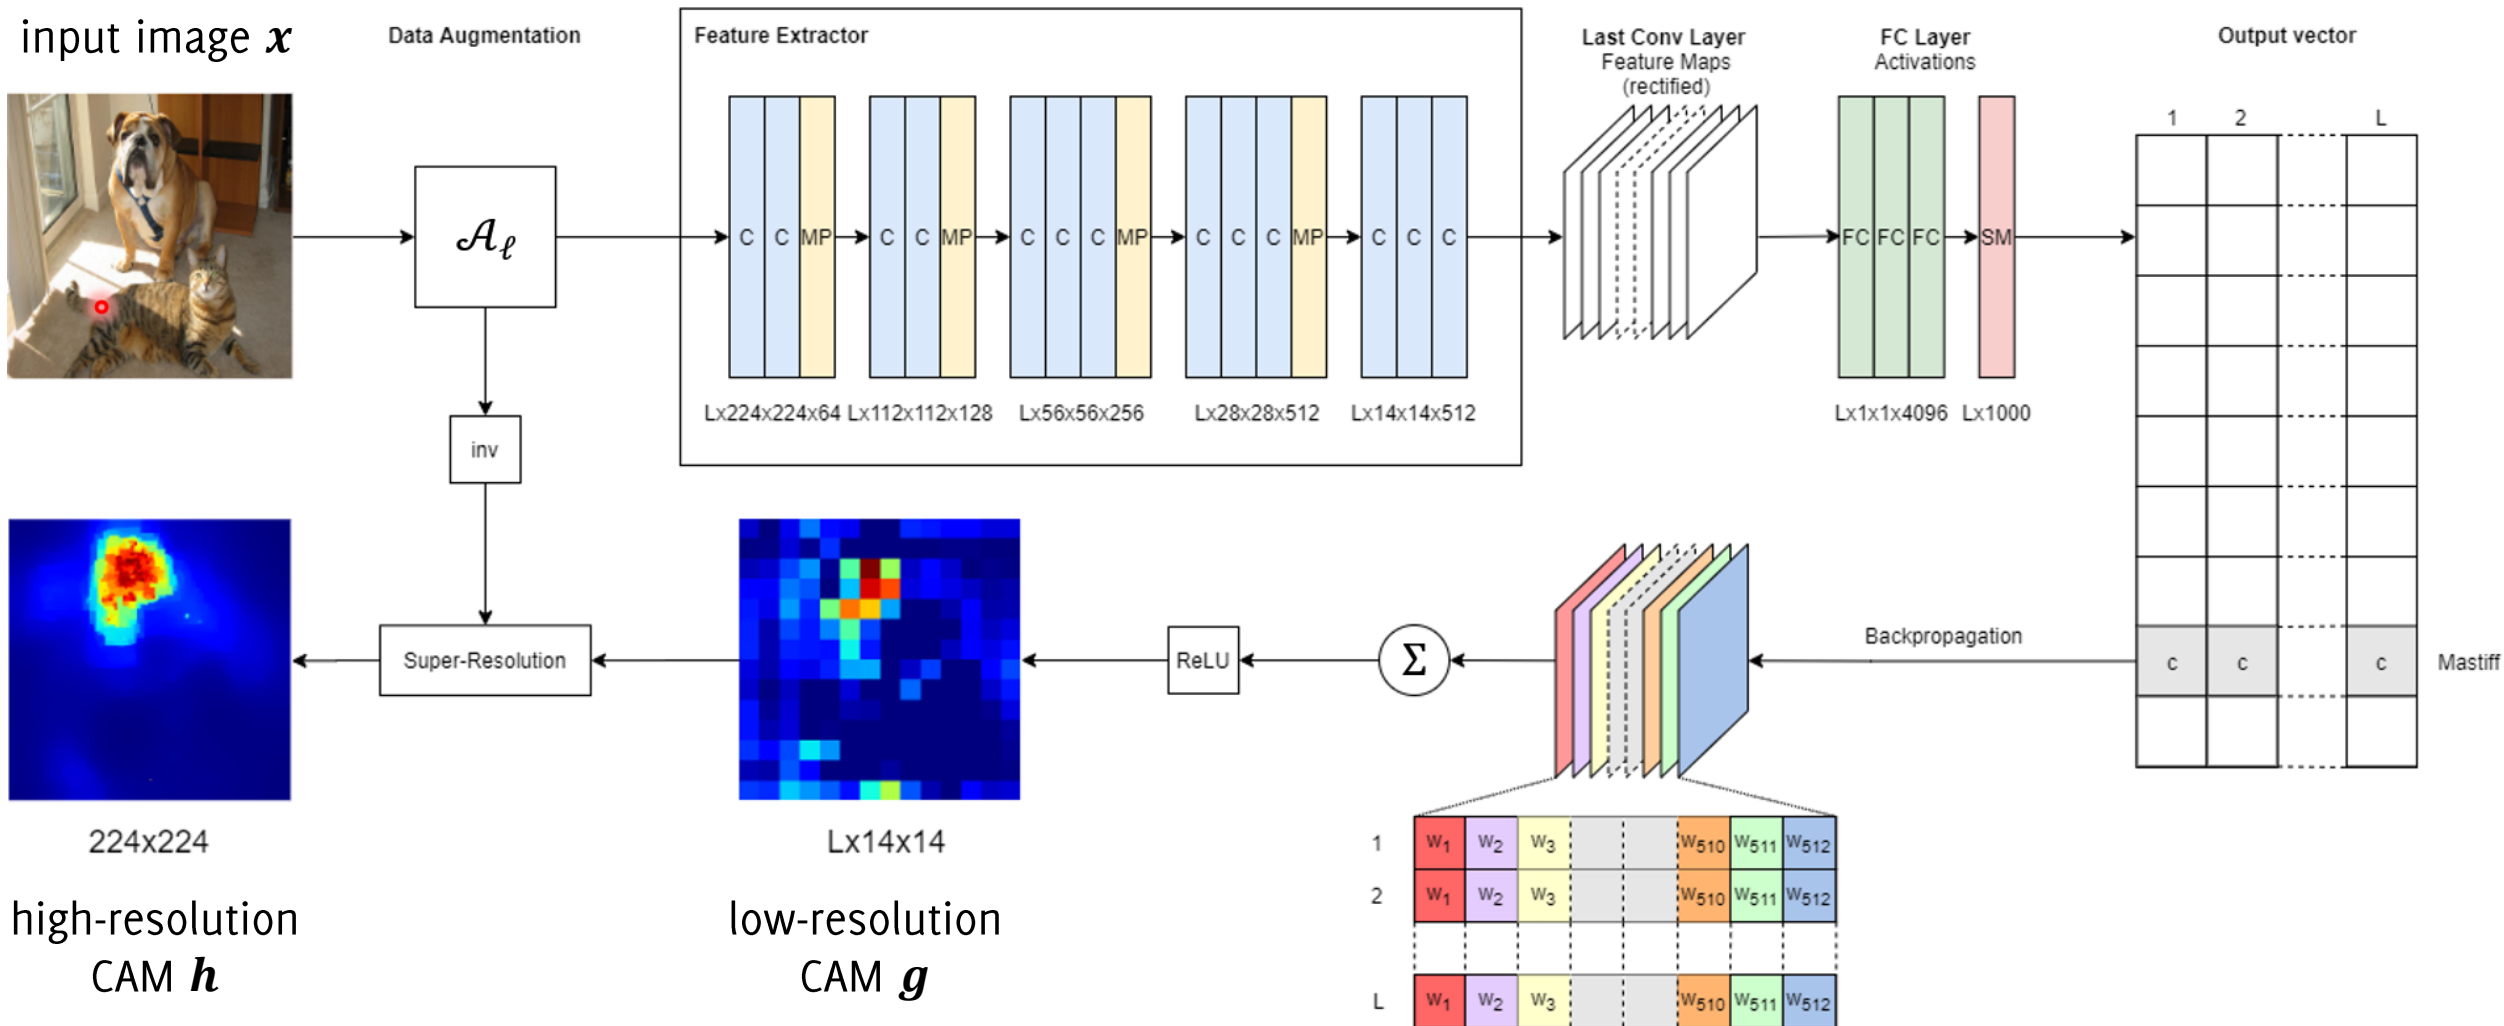 input image x
Data Augmentation
Feature Extractor
Last Conv Layer
Feature Maps
(rectified)
FC Layer
Activations
Output vector
1 2 L
𝒜ℓ
C C MP C C MP C C C MP C C C MP C C C
FC FC FC SM
Lx224x224x64 Lx112x112x128 Lx56x56x256 Lx28x28x512 Lx14x14x512
Lx1x1x4096 Lx1000
inv
Super-Resolution
ReLU
Σ
Backpropagation
c c c Mastiff
224x224
Lx14x14
high-resolution
CAM h
low-resolution
CAM g
1 w1 w2 w3 w510 w511 w512
2 w1 w2 w3 w510 w511 w512
L w1 w2 w3 w510 w511 w512